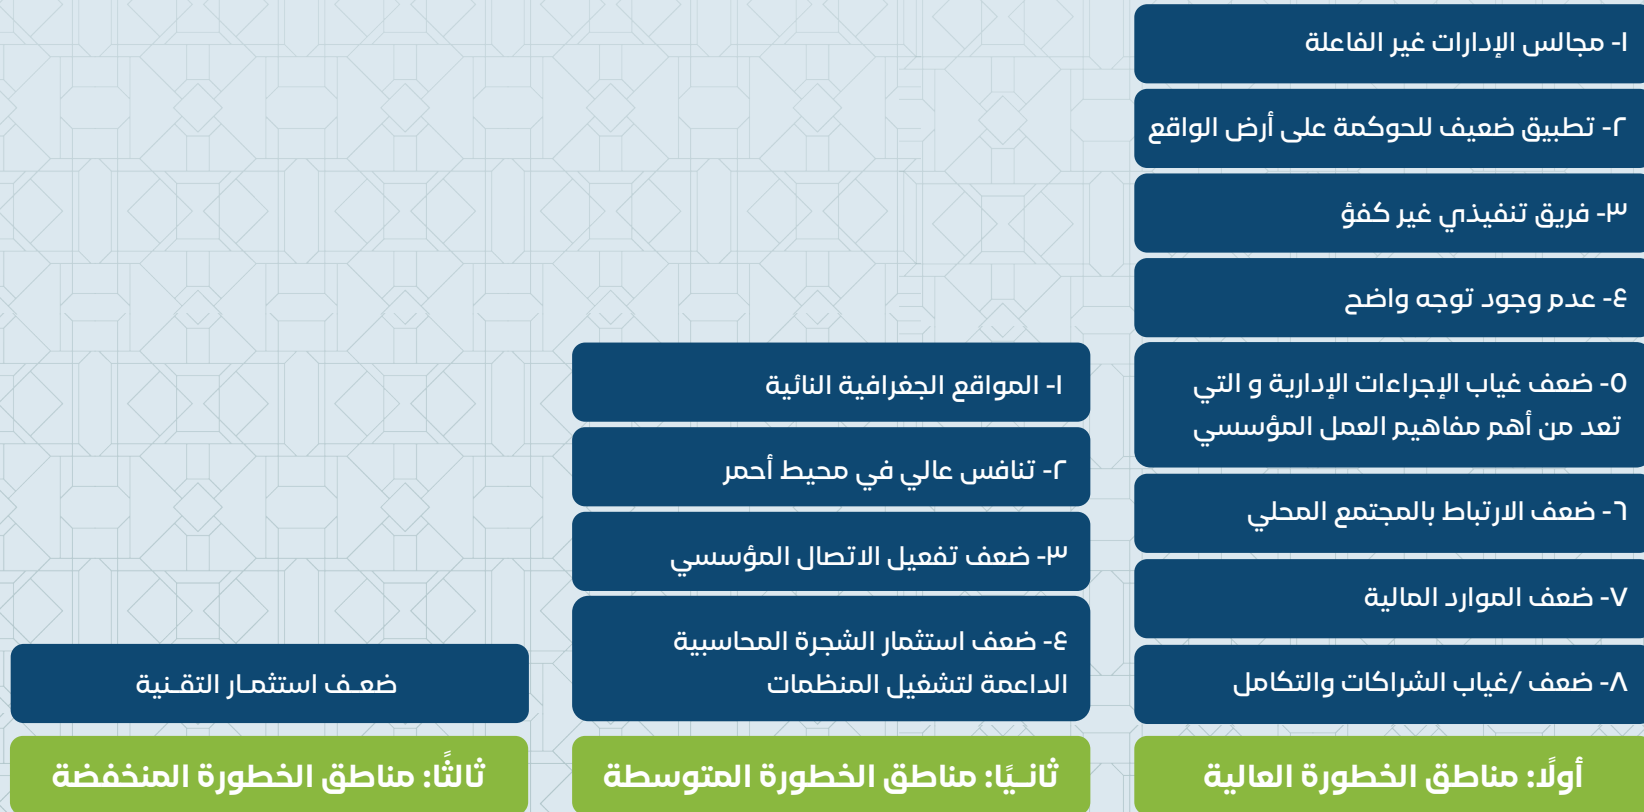 ١- مجالس الإدارات غير الفاعلة
٢- تطبيق ضعيف للحوكمة على أرض الواقع
٣- فريق تنفيذي غير كفؤ
٤- عدم وجود توجه واضح
٥- ضعف غياب الإجراءات الإدارية و التي
تعد من أهم مفاهيم العمل المؤسسي
٦- ضعف الارتباط بالمجتمع المحلي
٧- ضعف الموارد المالية
٨- ضعف /غياب الشراكات والتكامل
أولًا: مناطق الخطورة العالية
١- المواقع الجغرافية النائية
٢- تنافس عالي في محيط أحمر
٣- ضعف تفعيل الاتصال المؤسسي
٤- ضعف استثمار الشجرة المحاسبية
الداعمة لتشغيل المنظمات
ثانـيًا: مناطق الخطورة المتوسطة
ضعـف استثمـار التقـنية
ثالثًا: مناطق الخطورة المنخفضة